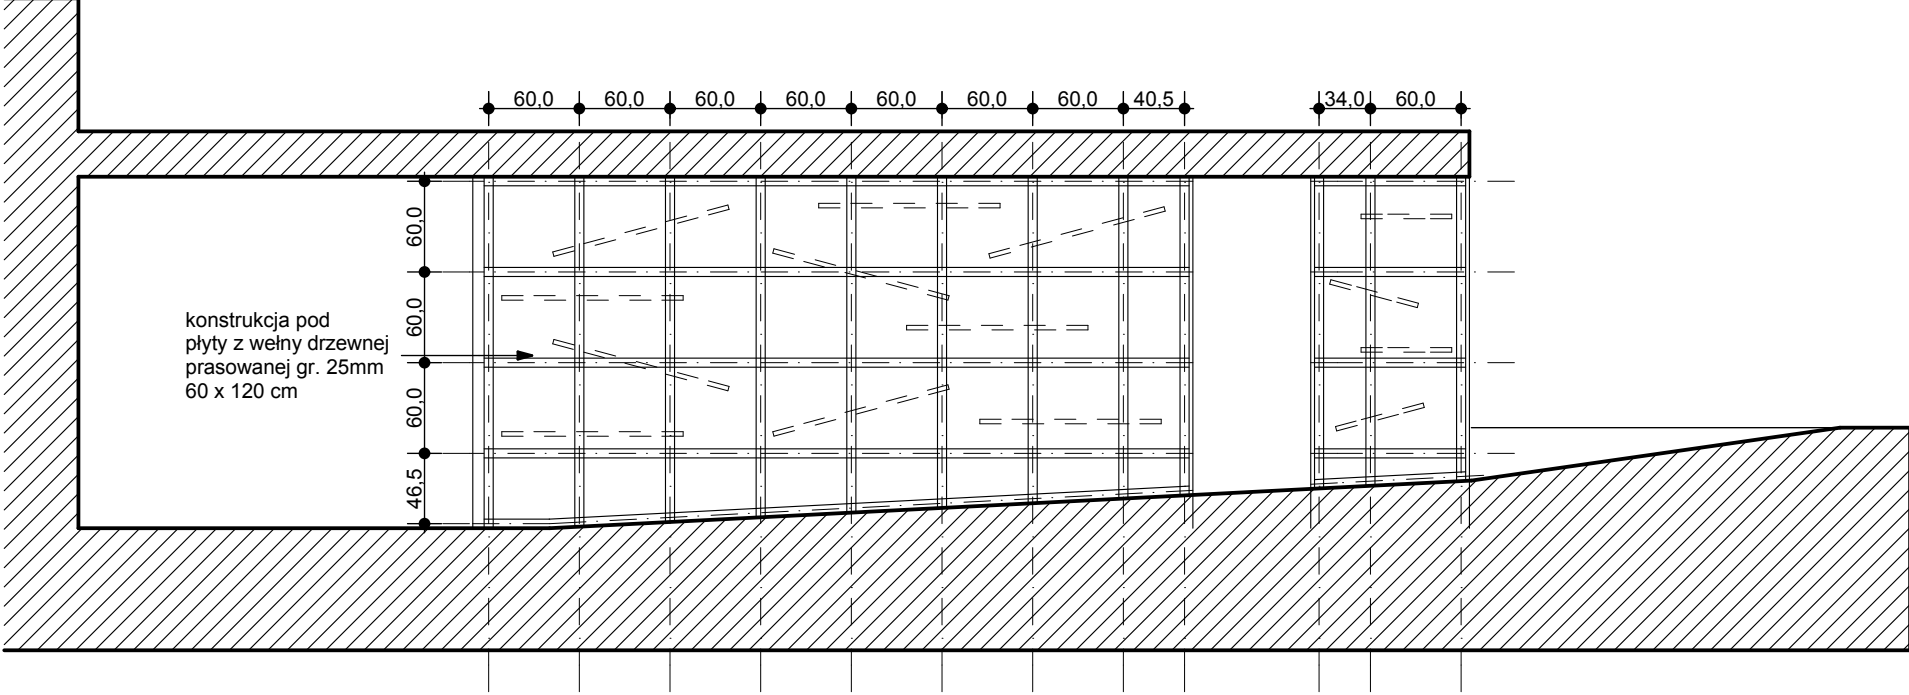 60,0 60,0 60,0 60,0 60,0 60,0 60,0 40,5 34,0 60,0
60,0
60,0
60,0
46,5
konstrukcja pod
płyty z wełny drzewnej
prasowanej gr. 25mm
60 x 120 cm